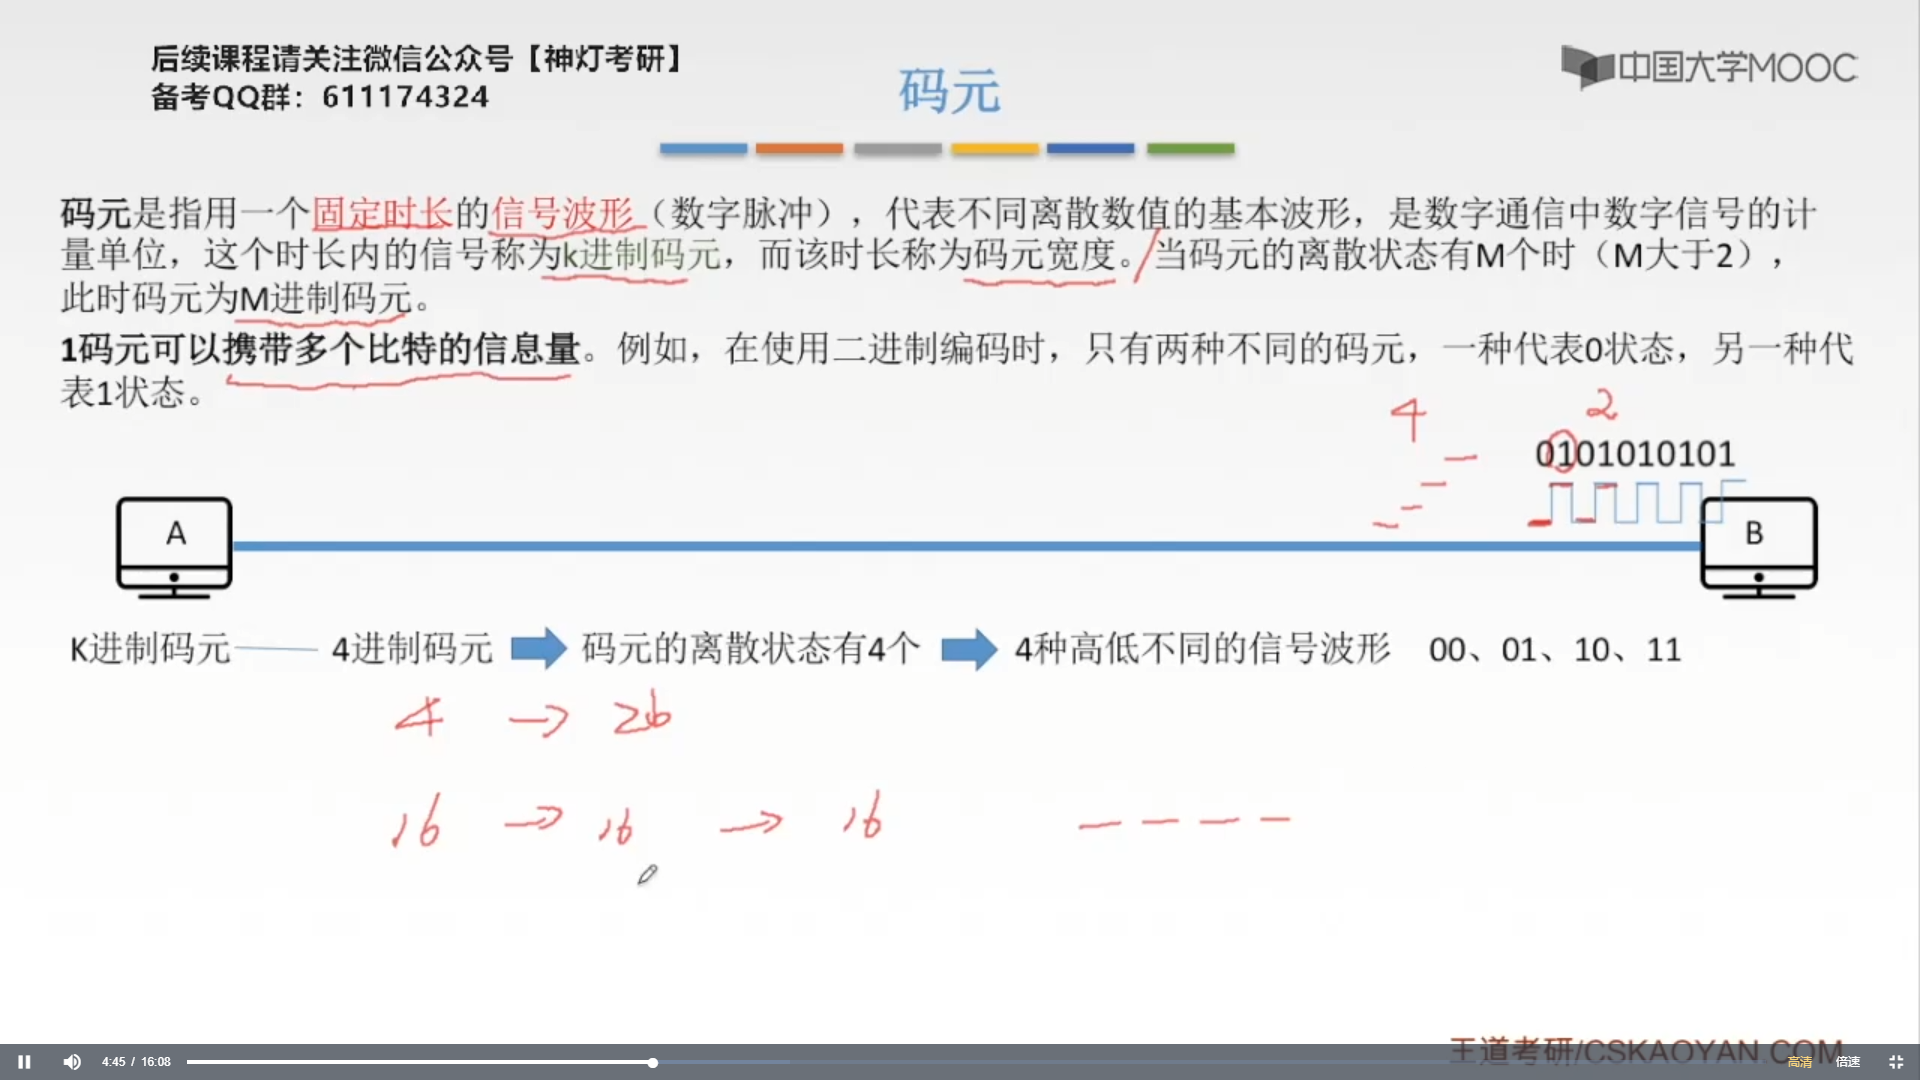 后续课程请关注微信公众号【神灯考研】
备考QQ群：611174324
码元
中国大学MOOC
码元是指用一个固定时长的信号波形（数字脉冲），代表不同离散数值的基本波形，是数字通信中数字信号的计
量单位，这个时长内的信号称为k进制码元，而该时长称为码元宽度。当码元的离散状态有M个时（M大于2），
此时码元为M进制码元。
1码元可以携带多个比特的信息量。例如，在使用二进制编码时，只有两种不同的码元，一种代表0状态，另一种代
表1状态。
4
2
0101010101
A
B
K进制码元
4进制码元
码元的离散状态有4个
4种高低不同的信号波形
00、01、10、11
4 → 2b
16 → 16 → 16
王道考研/CSKAOYAN.COM
4:45 / 16:08
高清
倍速